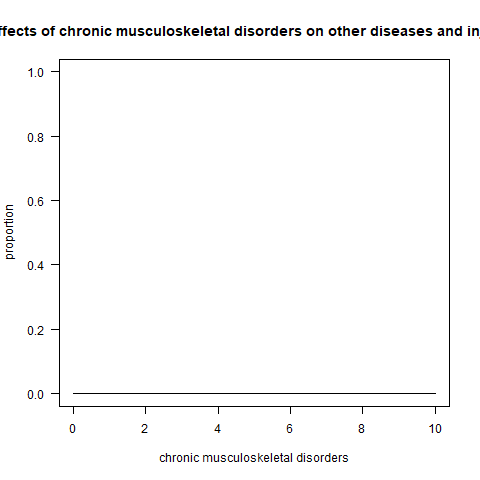 ffects of chronic musculoskeletal disorders on other diseases and in
1.0
0.8
0.6
0.4
0.2
0.0
proportion
0 2 4 6 8 10
chronic musculoskeletal disorders